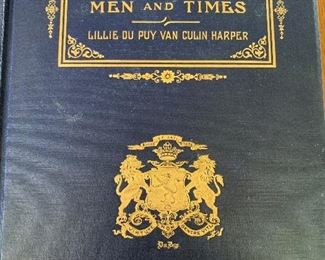 MEN AND TIMES
LILLIE DU PUY VAN CULIN HARPER